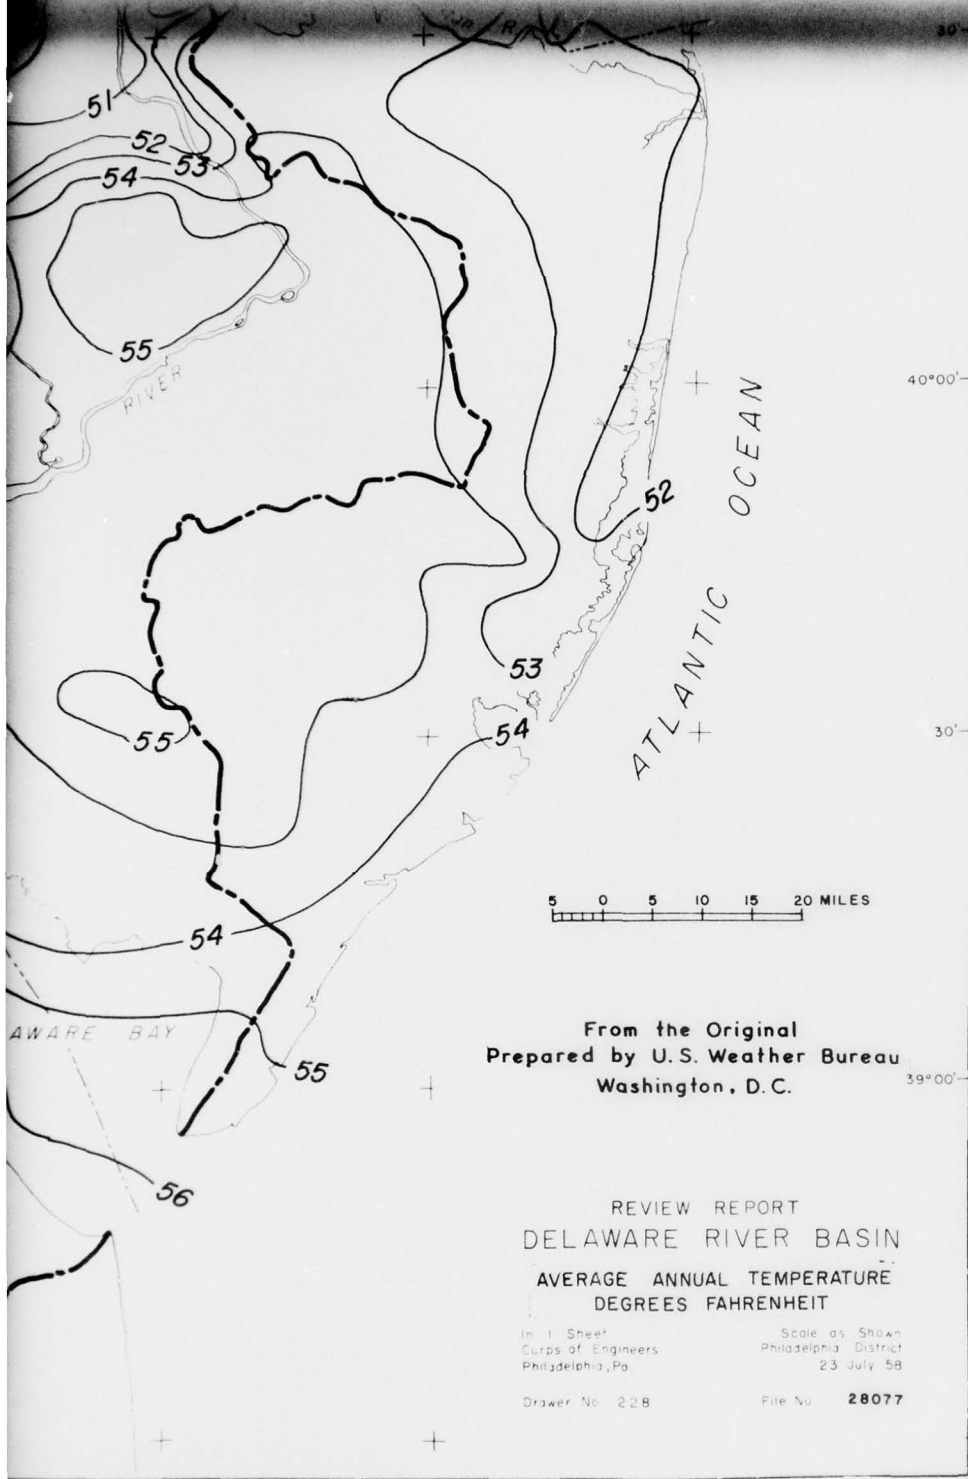 30'
51
52
53
54
55
RIVER
40°00'
OCEAN
52
ATLANTIC
53
54
30'
55
5 0 5 10 15 20 MILES
54
AWARE BAY
55
From the Original
Prepared by U.S. Weather Bureau
Washington, D.C.
39°00'
56
REVIEW REPORT
DELAWARE RIVER BASIN
AVERAGE ANNUAL TEMPERATURE
DEGREES FAHRENHEIT
In 1 Sheet
Scale as Shown
Corps of Engineers
Philadelphia District
Philadelphia, Pa.
23 July 58
Drawer No. 228
File No. 28077